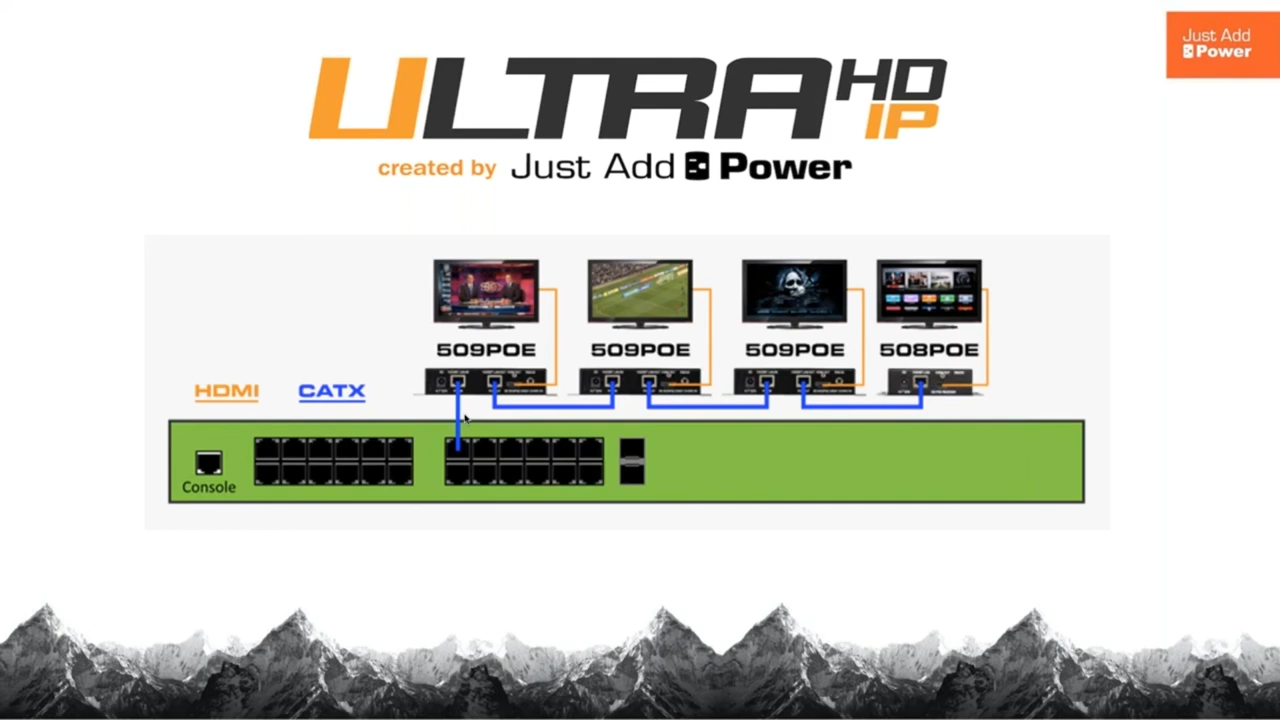 Just Add
Power
ULTRA HD
IP
created by Just Add Power
509POE
509POE
509POE
508POE
HDMI
CATX
Console